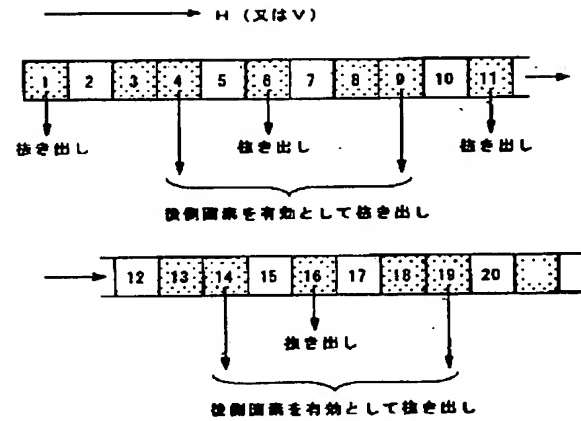 H (又はV)
1 2 3 4 5 6 7 8 9 10 11
抜き出し 抜き出し 抜き出し
後側画素を有効として抜き出し
12 13 14 15 16 17 18 19 20
抜き出し
後側画素を有効として抜き出し